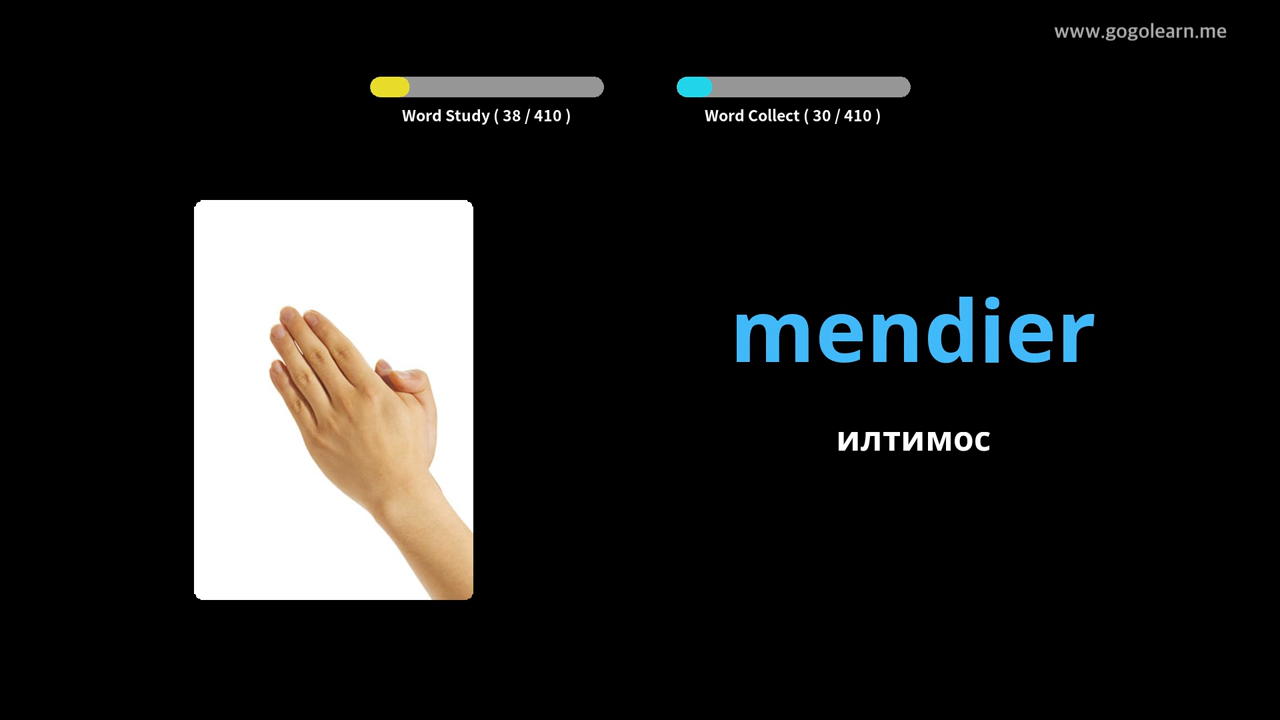 www.gogolearn.me
Word Study ( 38 / 410 )
Word Collect ( 30 / 410 )
mendier
илтимос